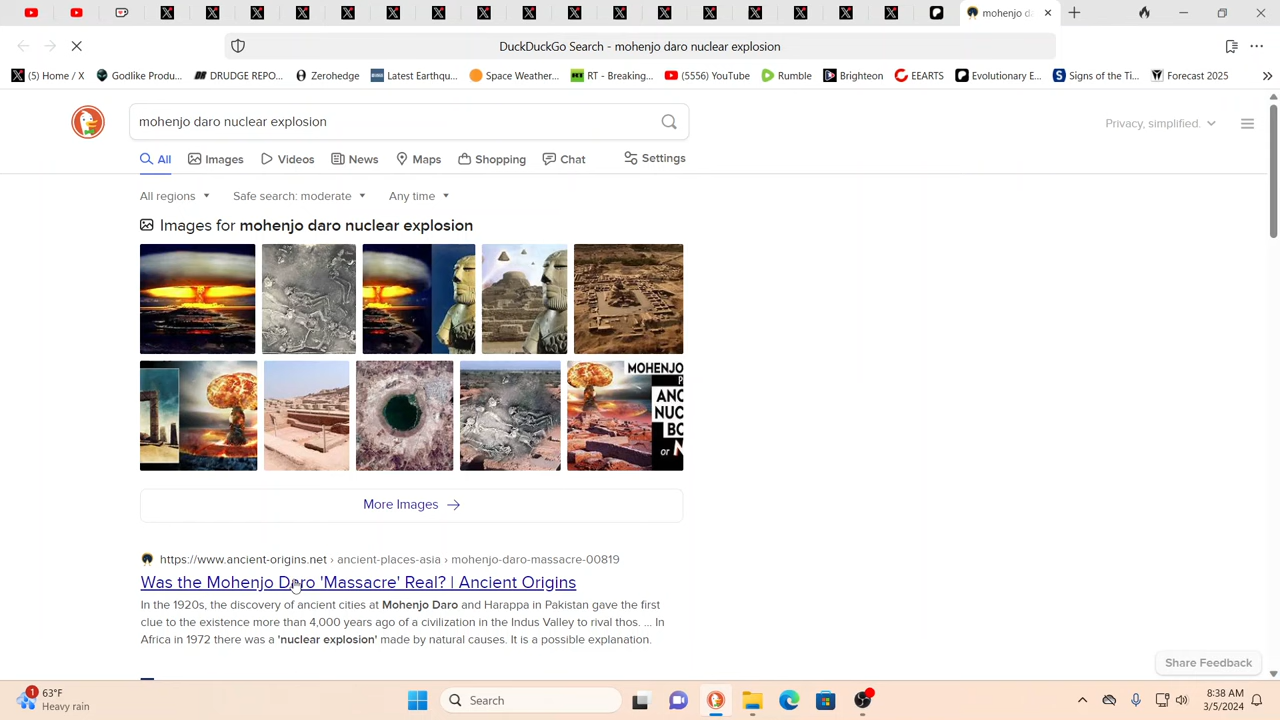 mohenjo da
DuckDuckGo Search - mohenjo daro nuclear explosion
(5) Home / X
Godlike Produ...
DRUDGE REPO...
Zerohedge
Latest Earthqu...
Space Weather...
RT - Breaking...
(5556) YouTube
Rumble
Brighteon
EEARTS
Evolutionary E...
Signs of the Ti...
Forecast 2025
mohenjo daro nuclear explosion
Privacy, simplified.
All
Images
Videos
News
Maps
Shopping
Chat
Settings
All regions
Safe search: moderate
Any time
Images for mohenjo daro nuclear explosion
MOHENJO
P
ANC
NUC
BO
or N
More Images
https://www.ancient-origins.net › ancient-places-asia › mohenjo-daro-massacre-00819
Was the Mohenjo Daro 'Massacre' Real? | Ancient Origins
In the 1920s, the discovery of ancient cities at Mohenjo Daro and Harappa in Pakistan gave the first
clue to the existence more than 4,000 years ago of a civilization in the Indus Valley to rival thos. ... In
Africa in 1972 there was a 'nuclear explosion' made by natural causes. It is a possible explanation.
Share Feedback
1
63°F
Heavy rain
Search
8:38 AM
3/5/2024